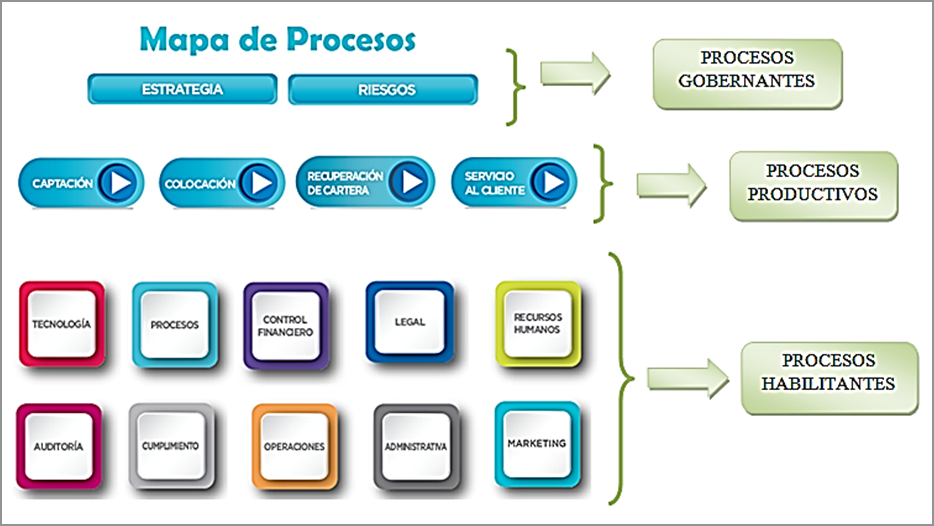 Mapa de Procesos
ESTRATEGIA
RIESGOS
PROCESOS
GOBERNANTES
CAPTACIÓN
COLOCACIÓN
RECUPERACIÓN
DE CARTERA
SERVICIO
AL CLIENTE
PROCESOS
PRODUCTIVOS
TECNOLOGÍA
PROCESOS
CONTROL
FINANCIERO
LEGAL
RECURSOS
HUMANOS
PROCESOS
HABILITANTES
AUDITORÍA
CUMPLIMIENTO
OPERACIONES
ADMINISTRATIVA
MARKETING